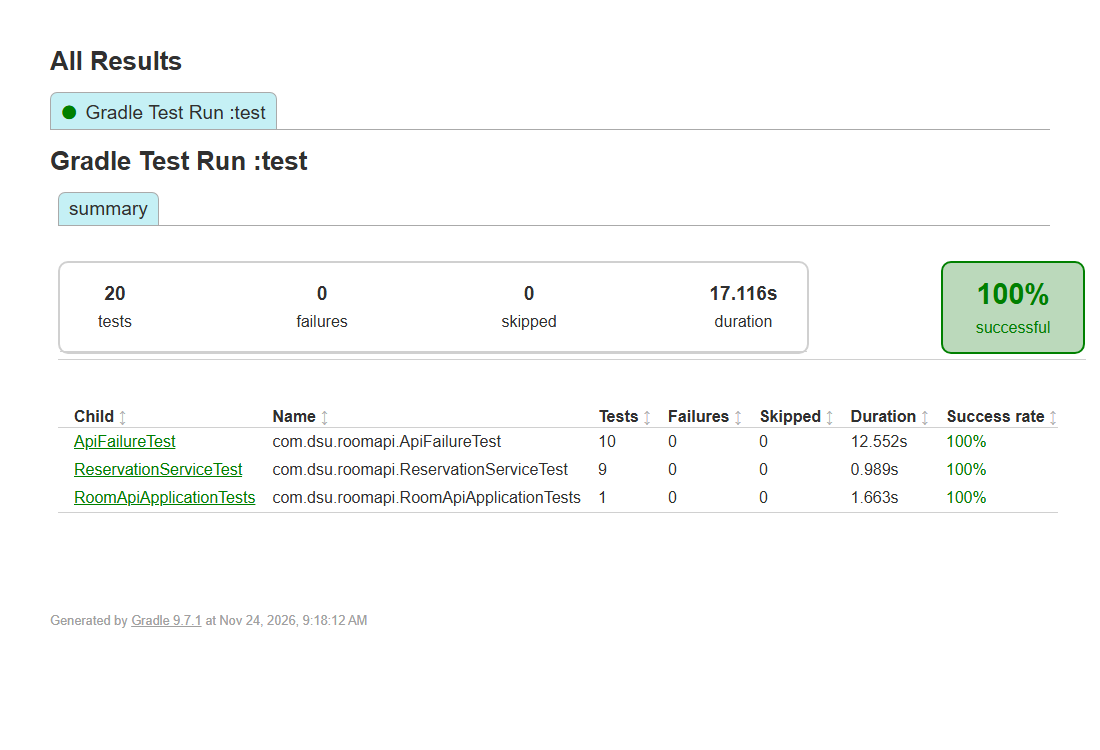 All Results
Gradle Test Run :test
Gradle Test Run :test
summary
20 0 0 17.116s
tests failures skipped duration
100%
successful
Child Name Tests Failures Skipped Duration Success rate
ApiFailureTest com.dsu.roomapi.ApiFailureTest 10 0 0 12.552s 100%
ReservationServiceTest com.dsu.roomapi.ReservationServiceTest 9 0 0 0.989s 100%
RoomApiApplicationTests com.dsu.roomapi.RoomApiApplicationTests 1 0 0 1.663s 100%
Generated by Gradle 9.7.1 at Nov 24, 2026, 9:18:12 AM